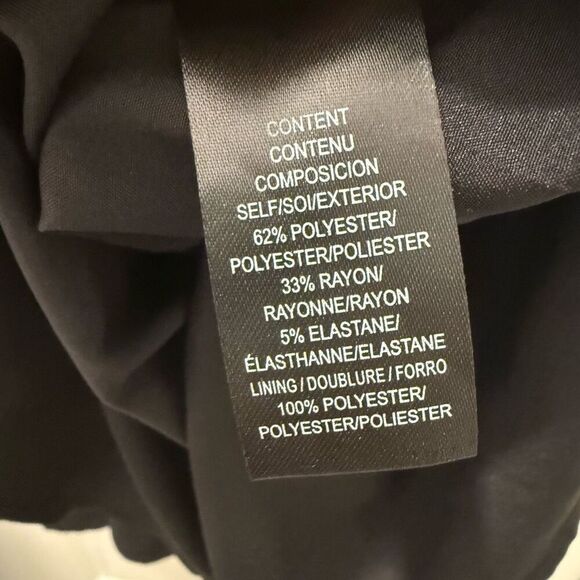 CONTENT
CONTENU
COMPOSICION
SELF/SOI/EXTERIOR
62% POLYESTER/
POLYESTER/POLIESTER
33% RAYON/
RAYONNE/RAYON
5% ELASTANE/
ÉLASTHANNE/ELASTANE
LINING / DOUBLURE / FORRO
100% POLYESTER/
POLYESTER/POLIESTER